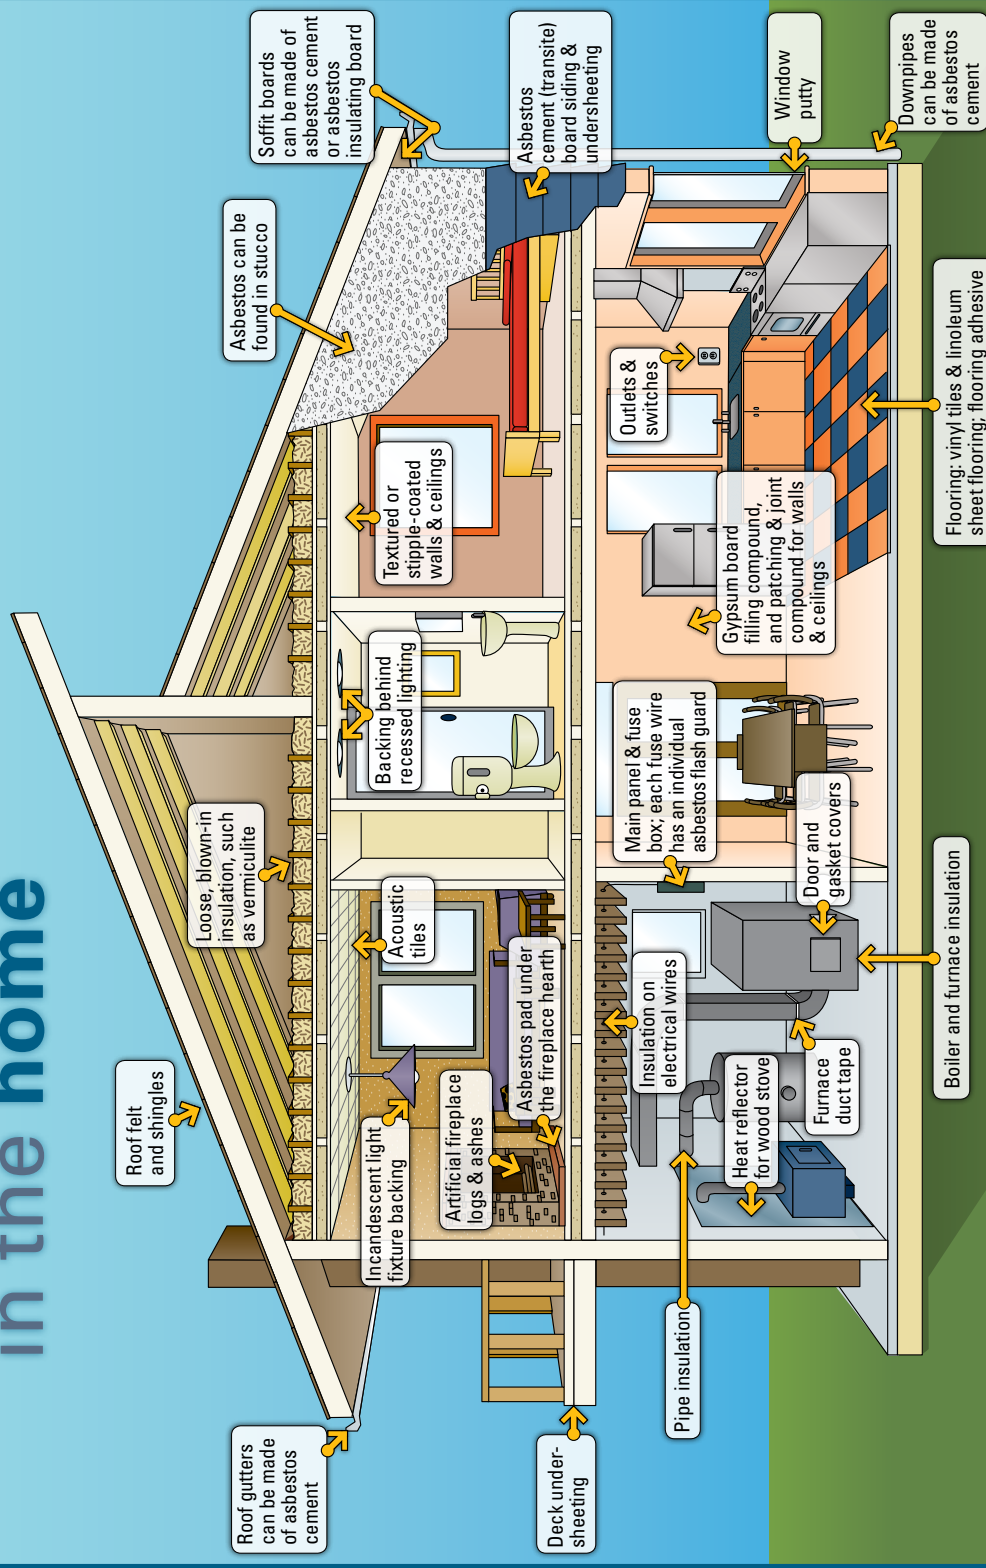 in the home
Roof gutters
can be made
of asbestos
cement
Roof felt
and shingles
Loose, blown-in
insulation, such
as vermiculite
Asbestos can be
found in stucco
Soffit boards
can be made of
asbestos cement
or asbestos
insulating board
Incandescent light
fixture backing
Acoustic
tiles
Backing behind
recessed lighting
Textured or
stipple-coated
walls & ceilings
Asbestos
cement (transite)
board siding &
undersheeting
Artificial fireplace
logs & ashes
Asbestos pad under
the fireplace hearth
Deck under-
sheeting
Pipe insulation
Insulation on
electrical wires
Main panel & fuse
box; each fuse wire
has an individual
asbestos flash guard
Outlets &
switches
Window
putty
Heat reflector
for wood stove
Furnace
duct tape
Door and
gasket covers
Gypsum board
filling compound,
and patching & joint
compound for walls
& ceilings
Downpipes
can be made
of asbestos
cement
Boiler and furnace insulation
Flooring: vinyl tiles & linoleum
sheet flooring; flooring adhesive